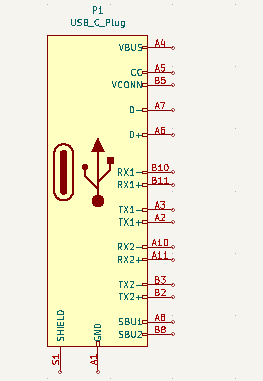 P1
USB_C_Plug
VBUS A4
CC A5
VCONN B5
D- A7
D+ A6
RX1- B10
RX1+ B11
TX1- A3
TX1+ A2
RX2- A10
RX2+ A11
TX2- B3
TX2+ B2
SBU1 A8
SBU2 B8
SHIELD GND
S1 A1